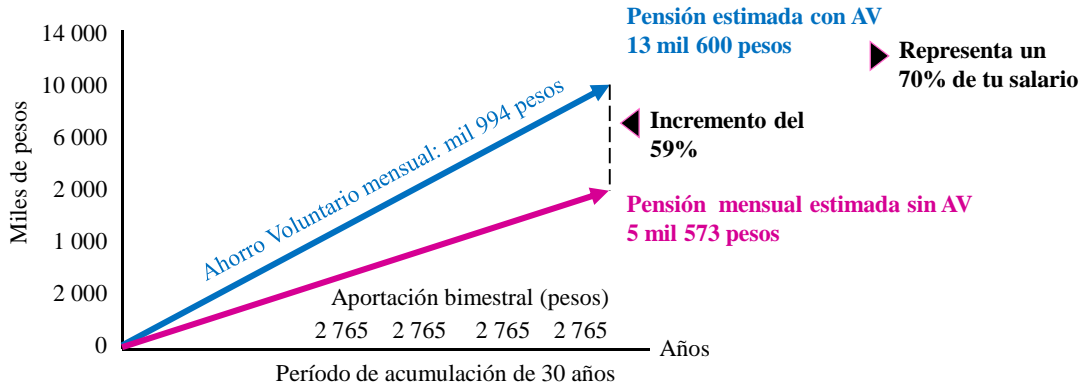 Pensión estimada con AV
13 mil 600 pesos
Representa un
70% de tu salario
Miles de pesos
14 000
10 000
6 000
2 000
1 000
2 000
0
Ahorro Voluntario mensual: mil 994 pesos
Incremento del
59%
Pensión mensual estimada sin AV
5 mil 573 pesos
Aportación bimestral (pesos)
2 765 2 765 2 765 2 765
Años
Período de acumulación de 30 años